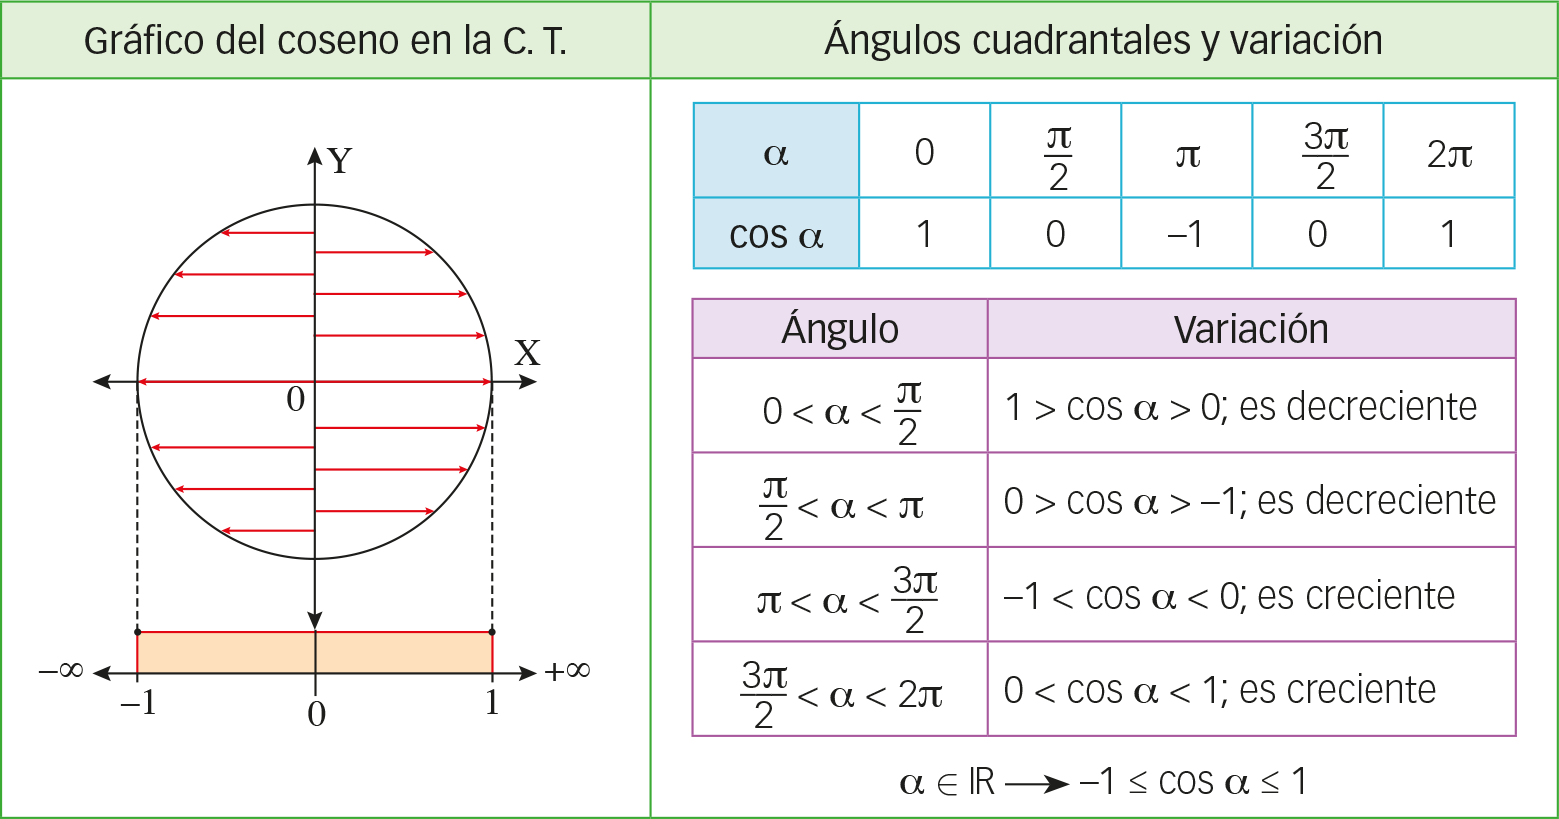 Gráfico del coseno en la C. T.
Y
X
0
–∞
+∞
–1
0
1
Ángulos cuadrantales y variación
α 0 π/2 π 3π/2 2π
cos α 1 0 –1 0 1
Ángulo Variación
0 < α < π/2 1 > cos α > 0; es decreciente
π/2 < α < π 0 > cos α > –1; es decreciente
π < α < 3π/2 –1 < cos α < 0; es creciente
3π/2 < α < 2π 0 < cos α < 1; es creciente
α ∈ IR ⟶ –1 ≤ cos α ≤ 1